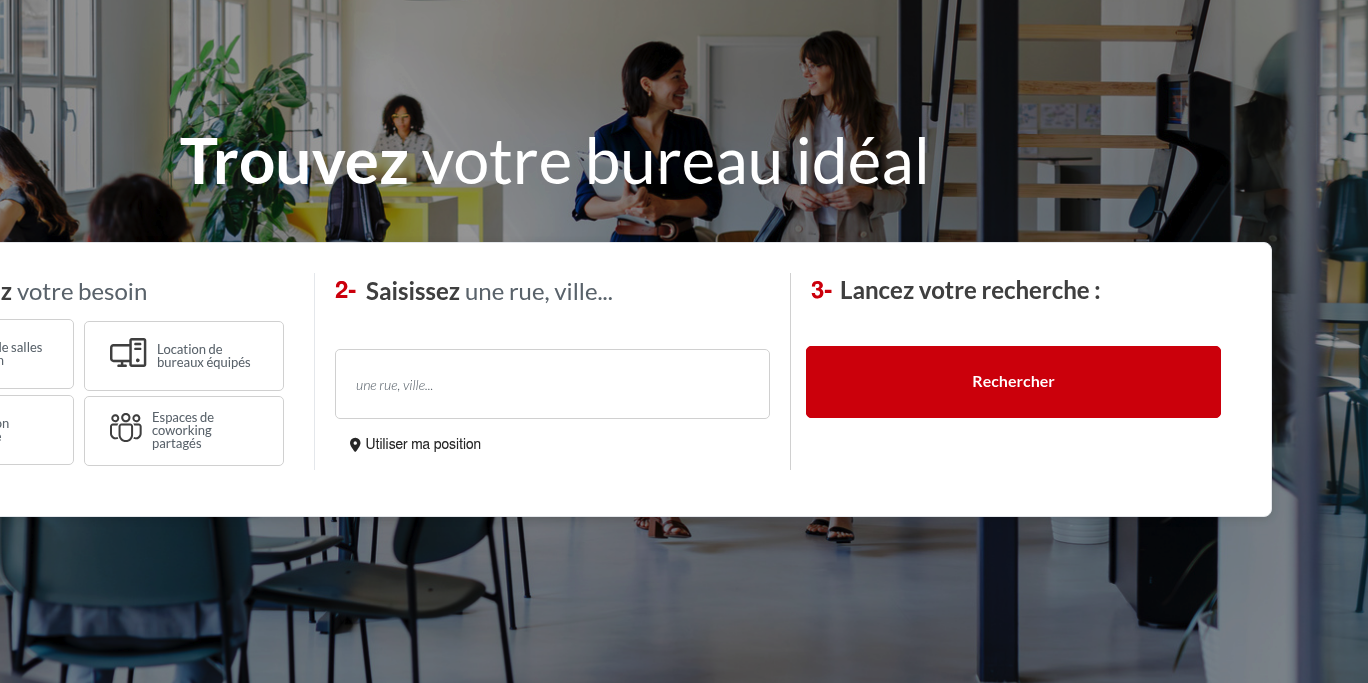 Trouvez votre bureau idéal
votre besoin
salles
Location de
bureaux équipés
Espaces de
coworking
partagés
2- Saisissez une rue, ville...
une rue, ville...
Utiliser ma position
3- Lancez votre recherche :
Rechercher